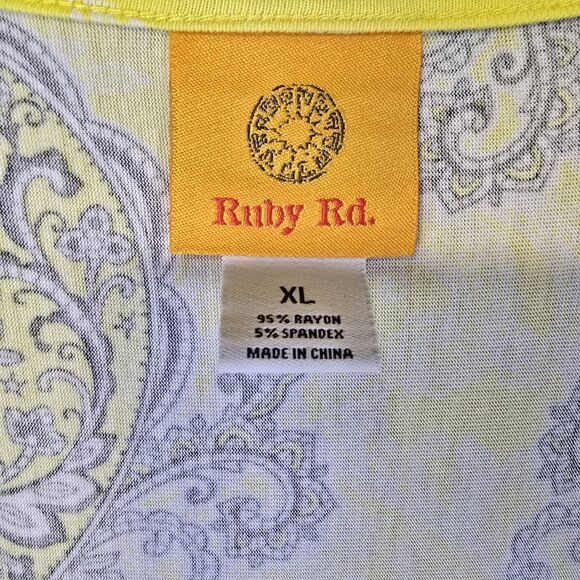 Ruby Rd.
XL
95% RAYON
5% SPANDEX
MADE IN CHINA